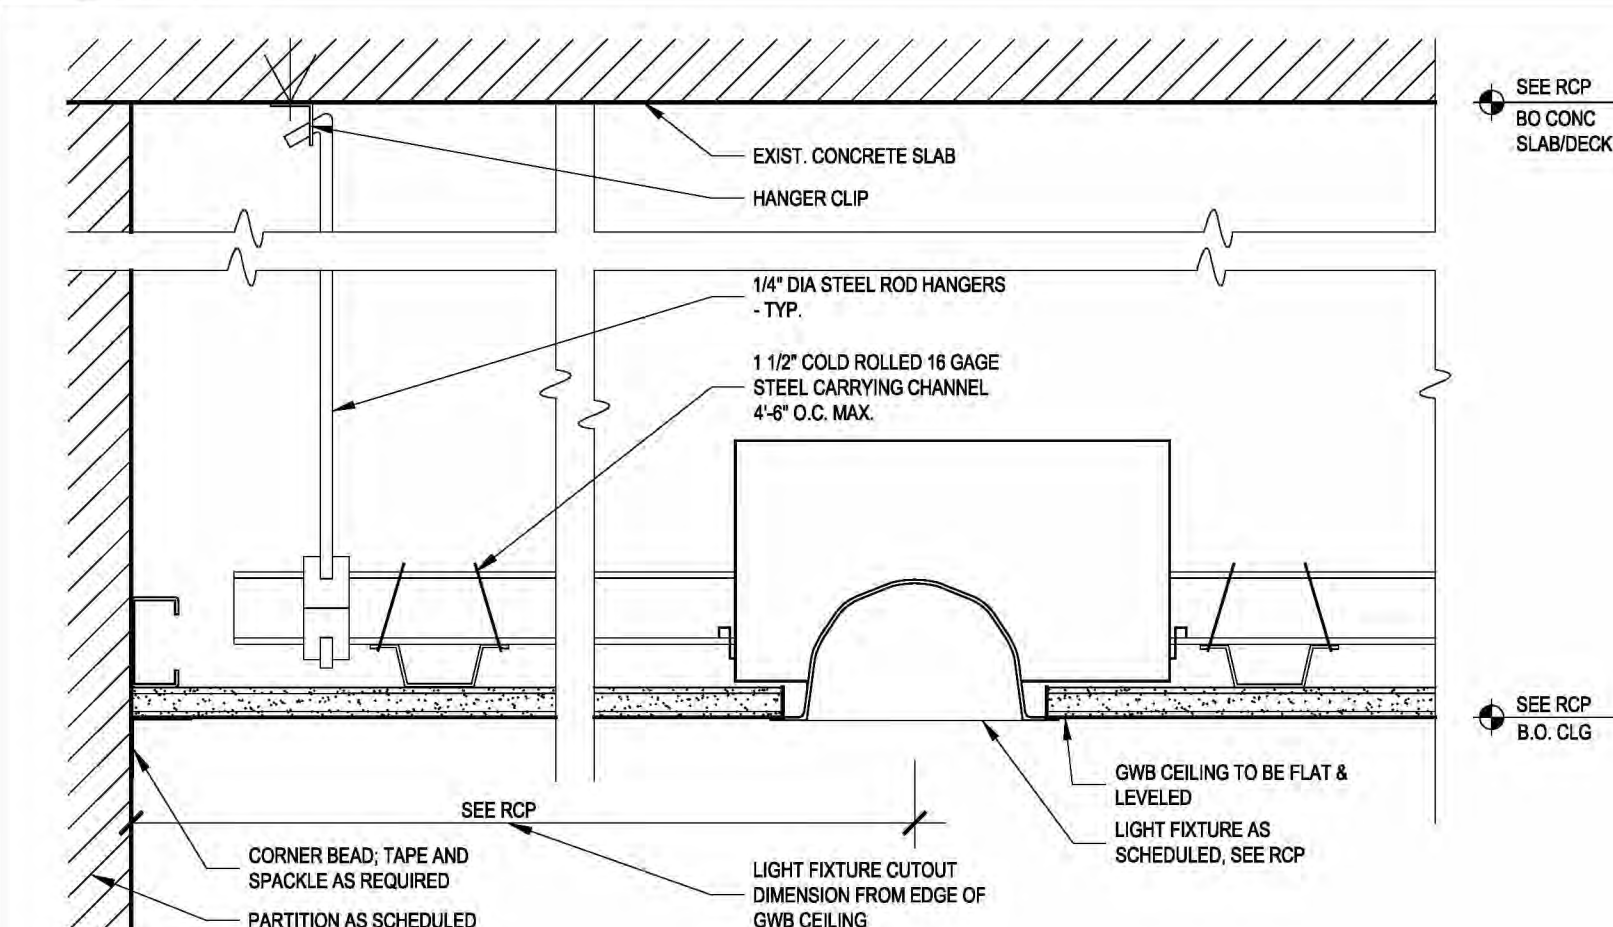 SEE RCP
BO CONC
SLAB/DECK
EXIST. CONCRETE SLAB
HANGER CLIP
1/4" DIA STEEL ROD HANGERS
- TYP.
1 1/2" COLD ROLLED 16 GAGE
STEEL CARRYING CHANNEL
4'-6" O.C. MAX.
SEE RCP
B.O. CLG
GWB CEILING TO BE FLAT &
LEVELED
SEE RCP
LIGHT FIXTURE AS
SCHEDULED, SEE RCP
CORNER BEAD; TAPE AND
SPACKLE AS REQUIRED
LIGHT FIXTURE CUTOUT
DIMENSION FROM EDGE OF
GWB CEILING
PARTITION AS SCHEDULED